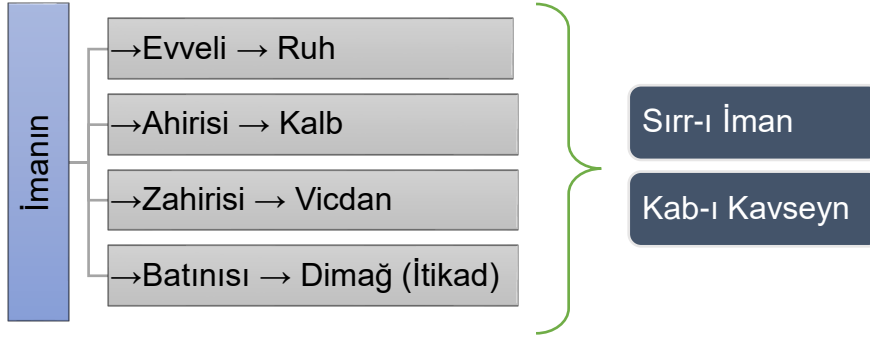 İmanın
→Evveli → Ruh
→Ahirisi → Kalb
→Zahirisi → Vicdan
→Batınısı → Dimağ (İtikad)
Sırr-ı İman
Kab-ı Kavseyn